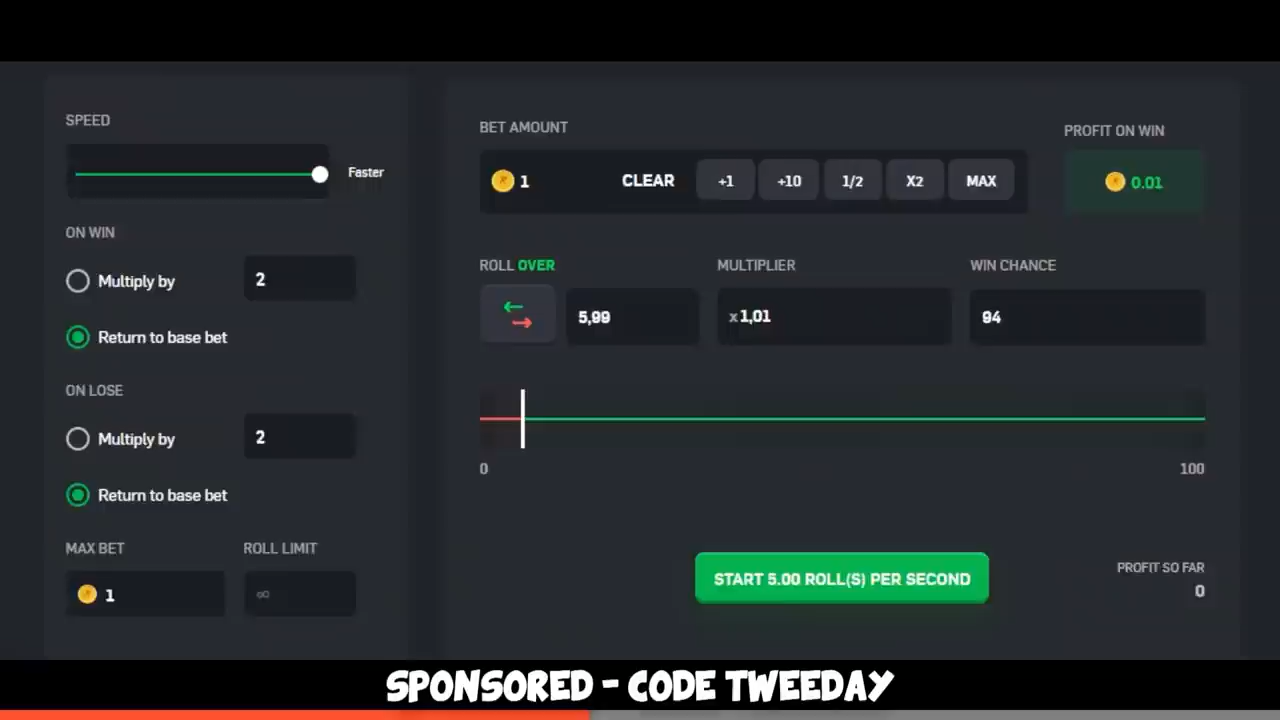 SPEED
Faster
ON WIN
Multiply by 2
Return to base bet
ON LOSE
Multiply by 2
Return to base bet
MAX BET ROLL LIMIT
1 ∞
BET AMOUNT PROFIT ON WIN
1 CLEAR +1 +10 1/2 X2 MAX 0.01
ROLL OVER MULTIPLIER WIN CHANCE
5,99 x1,01 94
0 100
START 5.00 ROLL(S) PER SECOND
PROFIT SO FAR
0
SPONSORED - CODE TWEEDAY